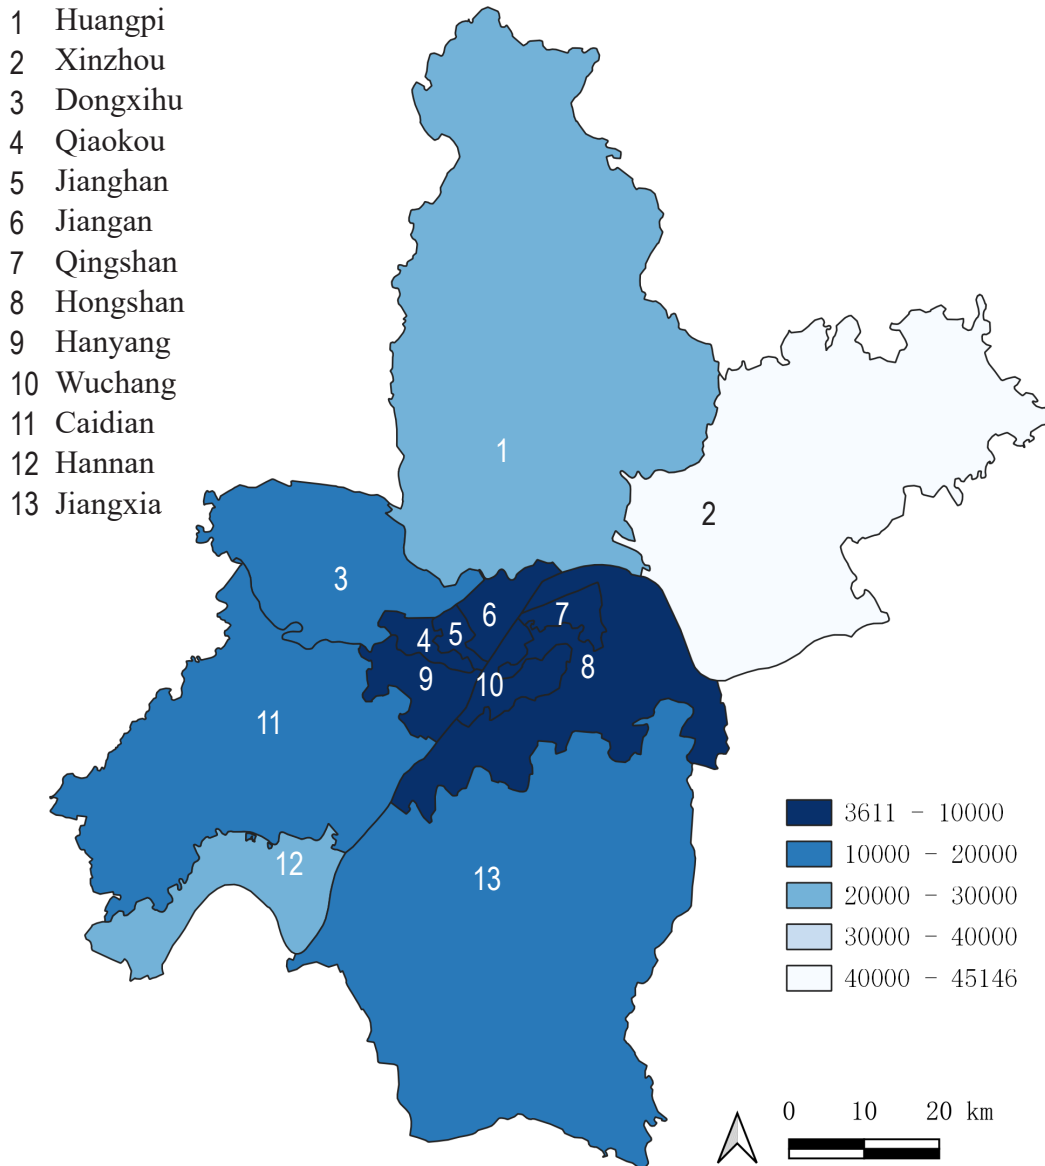 1 Huangpi
2 Xinzhou
3 Dongxihu
4 Qiaokou
5 Jianghan
6 Jiangan
7 Qingshan
8 Hongshan
9 Hanyang
10 Wuchang
11 Caidian
12 Hannan
13 Jiangxia
1
2
3
6
7
5
4
8
9
10
11
12
13
3611 - 10000
10000 - 20000
20000 - 30000
30000 - 40000
40000 - 45146
0 10 20 km